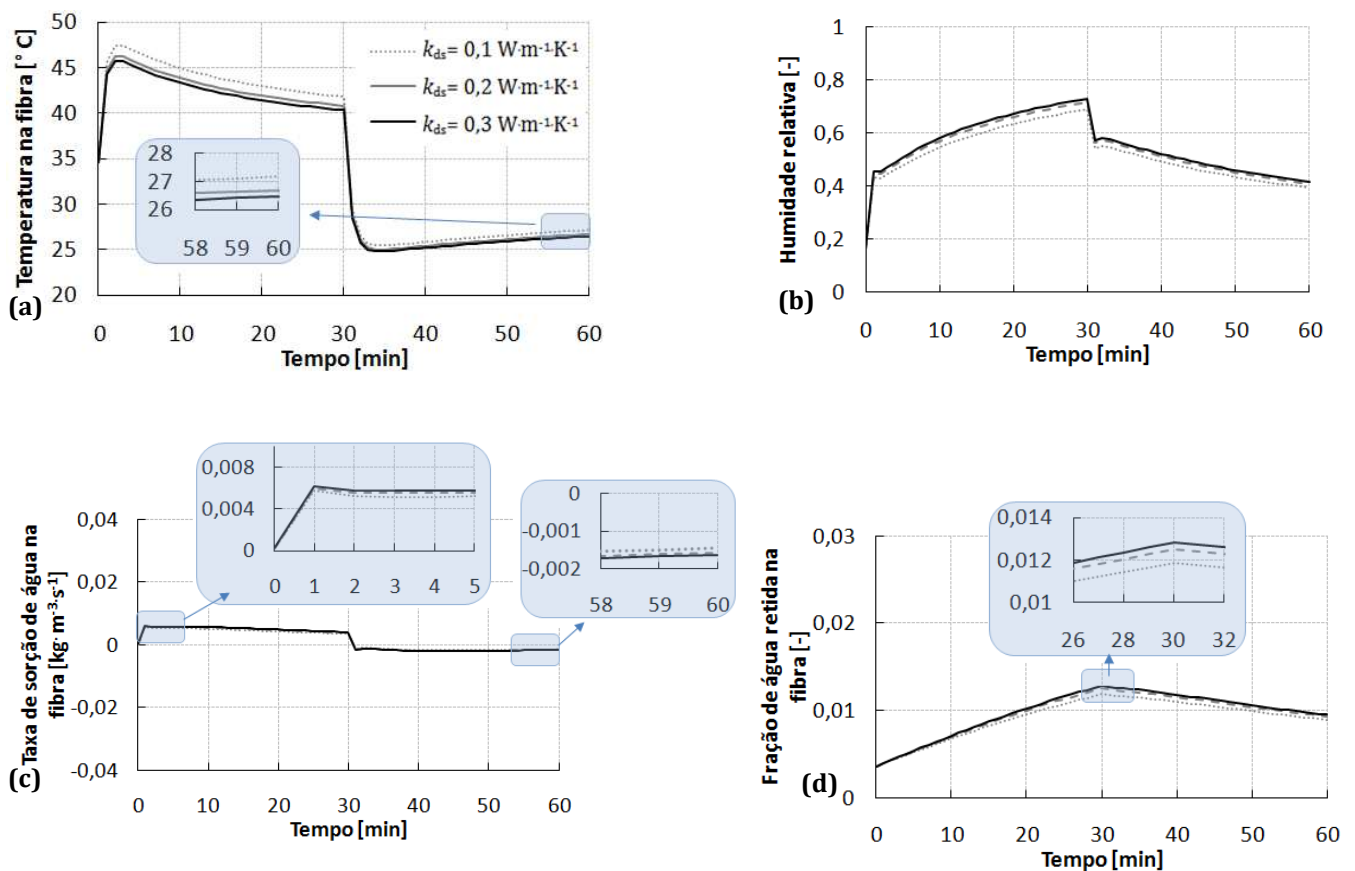 50
45
40
35
30
25
20
Temperatura na fibra [° C]
kds= 0,1 W·m-1·K-1
kds= 0,2 W·m-1·K-1
kds= 0,3 W·m-1·K-1
28
27
26
58 59 60
(a)
0 10 20 30 40 50 60
Tempo [min]
1
0,8
0,6
0,4
0,2
0
Humidade relativa [-]
(b)
0 10 20 30 40 50 60
Tempo [min]
0,04
0,02
0
-0,02
-0,04
Taxa de sorção de água na
fibra [kg·m-3·s-1]
0,008
0,004
0
0 1 2 3 4 5
0
-0,001
-0,002
58 59 60
(c)
0 10 20 30 40 50 60
Tempo [min]
0,03
0,02
0,01
0
Fração de água retida na
fibra [-]
0,014
0,012
0,01
26 28 30 32
(d)
0 10 20 30 40 50 60
Tempo [min]